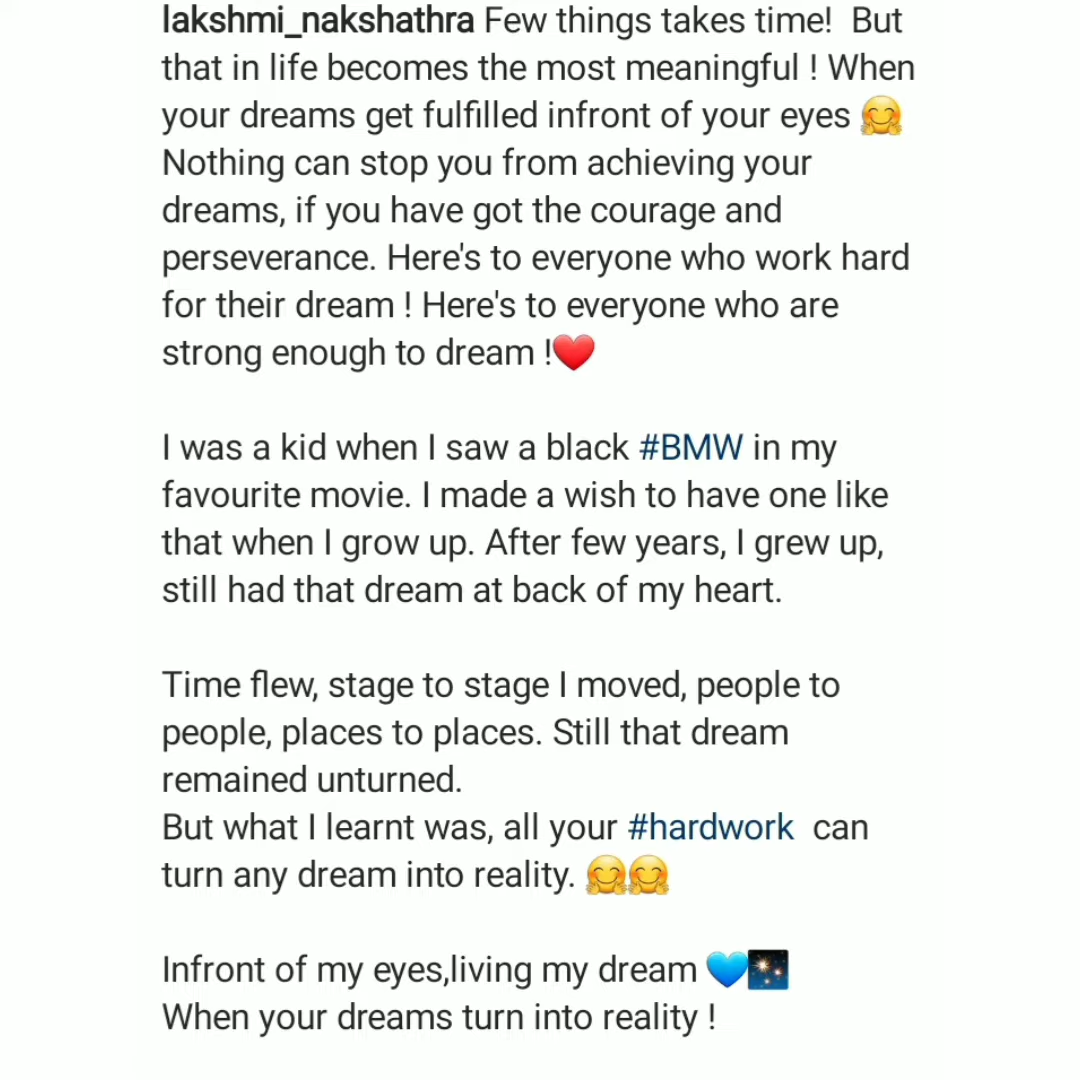 lakshmi_nakshathra Few things takes time!  But
that in life becomes the most meaningful ! When
your dreams get fulfilled infront of your eyes 🤗
Nothing can stop you from achieving your
dreams, if you have got the courage and
perseverance. Here's to everyone who work hard
for their dream ! Here's to everyone who are
strong enough to dream !❤️
I was a kid when I saw a black #BMW in my
favourite movie. I made a wish to have one like
that when I grow up. After few years, I grew up,
still had that dream at back of my heart.
Time flew, stage to stage I moved, people to
people, places to places. Still that dream
remained unturned.
But what I learnt was, all your #hardwork  can
turn any dream into reality. 🤗🤗
Infront of my eyes,living my dream 💙🎇
When your dreams turn into reality !